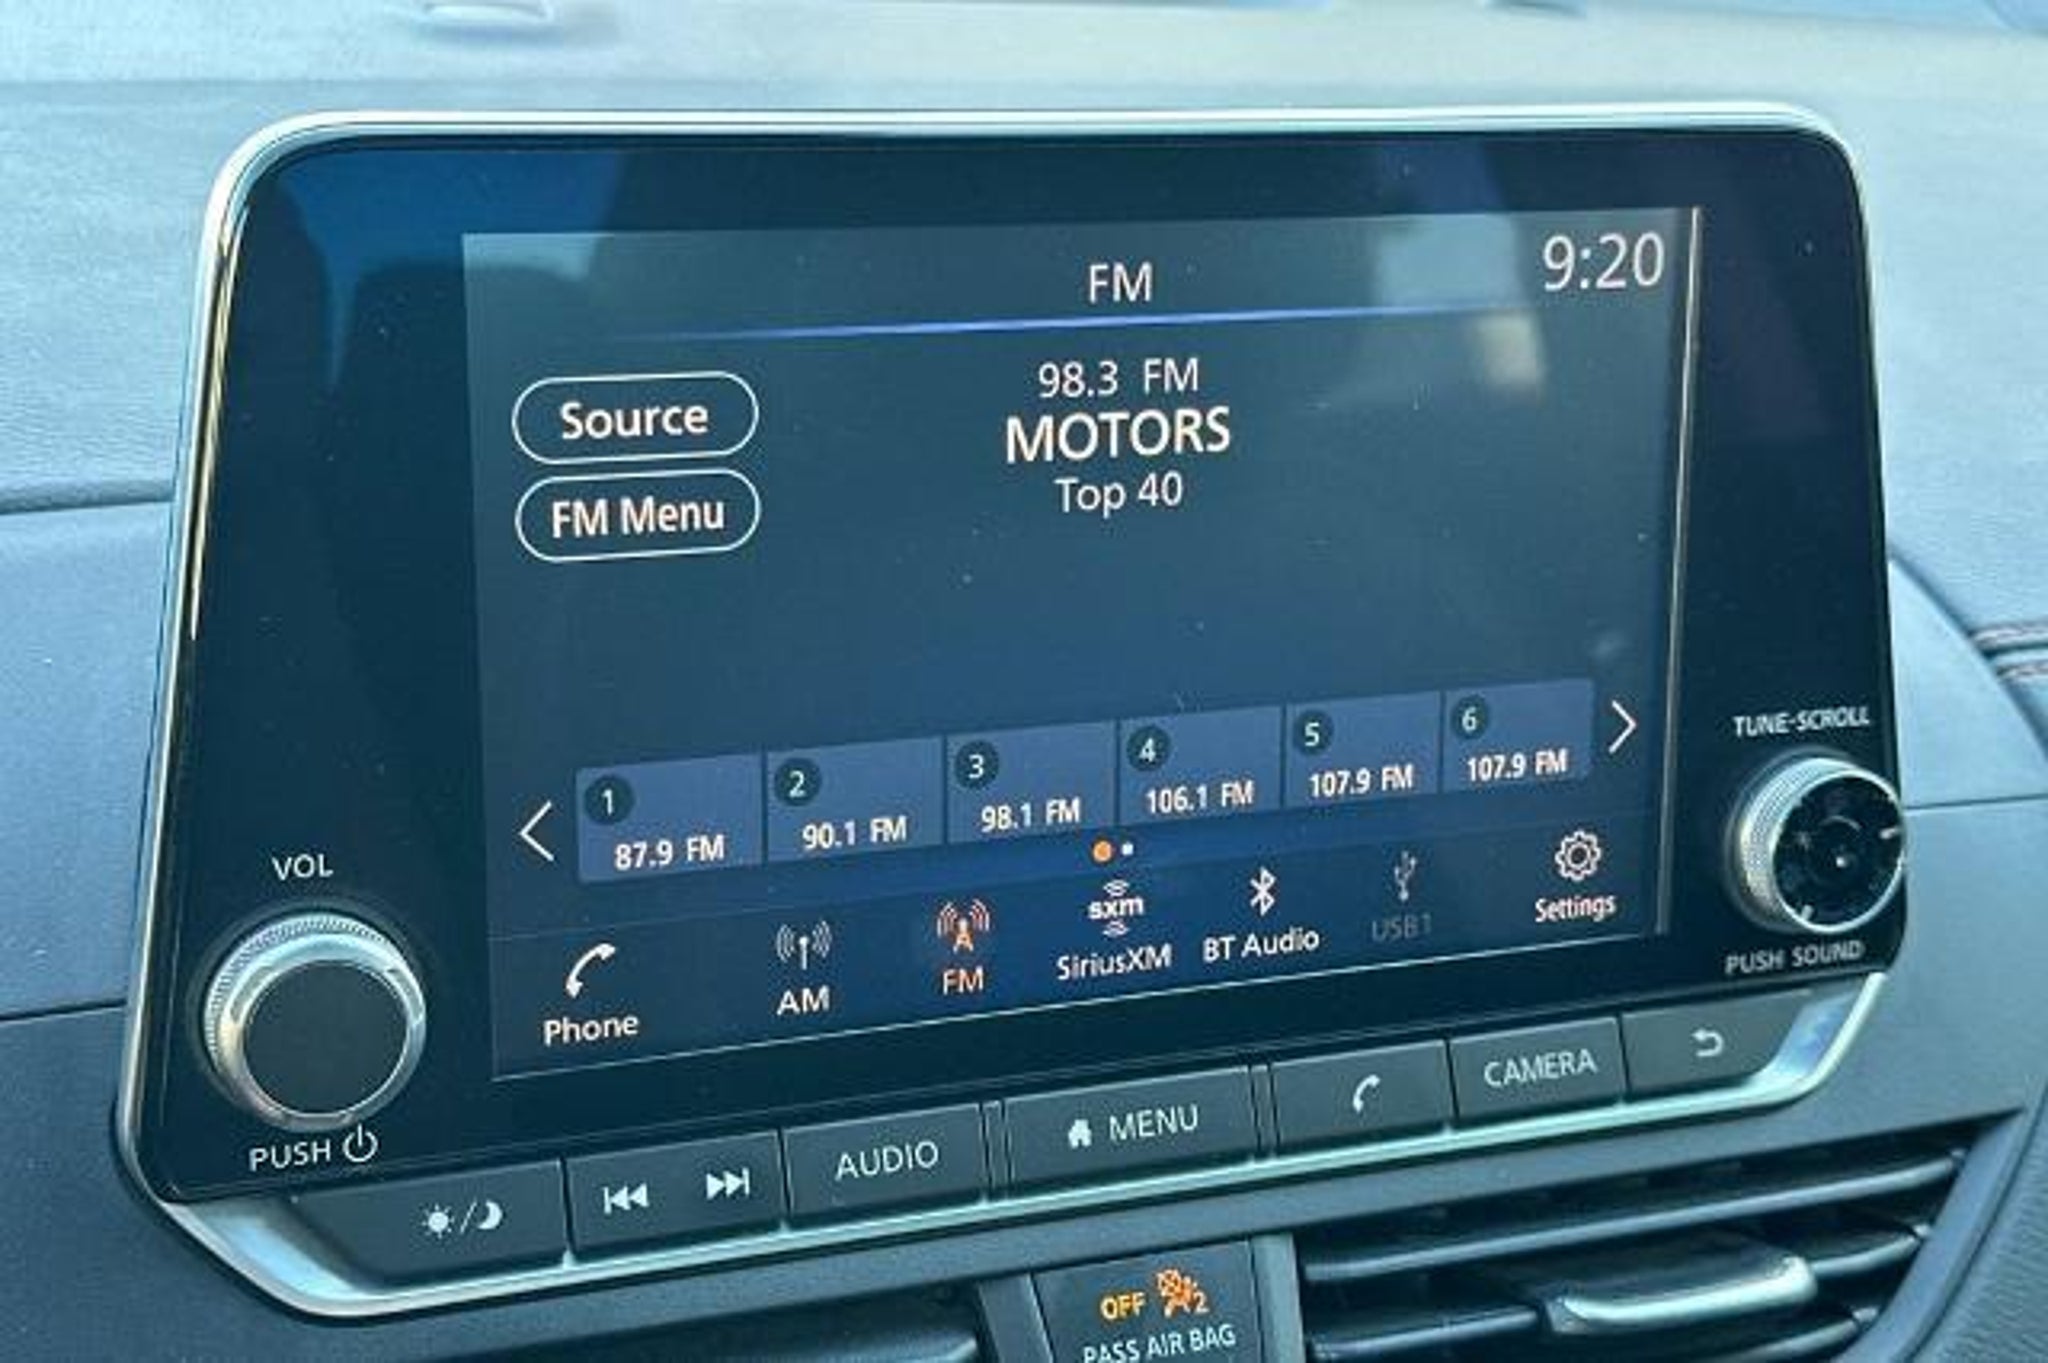 FM
9:20
98.3 FM
MOTORS
Top 40
Source
FM Menu
1
87.9 FM
2
90.1 FM
3
98.1 FM
4
106.1 FM
5
107.9 FM
6
107.9 FM
Phone
AM
FM
sxm
SiriusXM
BT Audio
USB1
Settings
VOL
PUSH
TUNE·SCROLL
PUSH SOUND
AUDIO
MENU
CAMERA
OFF
2
PASS AIR BAG